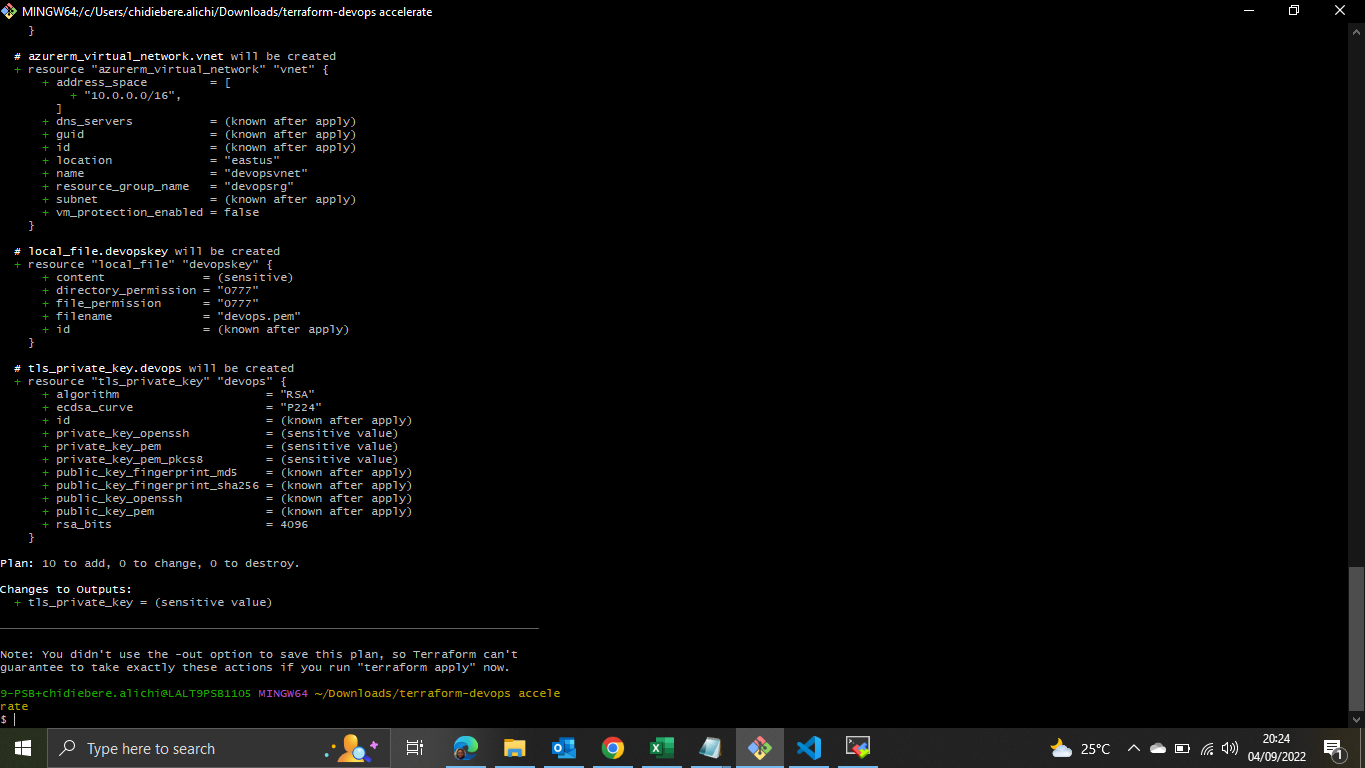 MINGW64:/c/Users/chidiebere.alichi/Downloads/terraform-devops accelerate
    }

  # azurerm_virtual_network.vnet will be created
  + resource "azurerm_virtual_network" "vnet" {
      + address_space         = [
          + "10.0.0.0/16",
        ]
      + dns_servers           = (known after apply)
      + guid                  = (known after apply)
      + id                    = (known after apply)
      + location              = "eastus"
      + name                  = "devopsvnet"
      + resource_group_name   = "devopsrg"
      + subnet                = (known after apply)
      + vm_protection_enabled = false
    }

  # local_file.devopskey will be created
  + resource "local_file" "devopskey" {
      + content              = (sensitive)
      + directory_permission = "0777"
      + file_permission      = "0777"
      + filename             = "devops.pem"
      + id                   = (known after apply)
    }

  # tls_private_key.devops will be created
  + resource "tls_private_key" "devops" {
      + algorithm                     = "RSA"
      + ecdsa_curve                   = "P224"
      + id                            = (known after apply)
      + private_key_openssh           = (sensitive value)
      + private_key_pem               = (sensitive value)
      + private_key_pem_pkcs8         = (sensitive value)
      + public_key_fingerprint_md5    = (known after apply)
      + public_key_fingerprint_sha256 = (known after apply)
      + public_key_openssh            = (known after apply)
      + public_key_pem                = (known after apply)
      + rsa_bits                      = 4096
    }

Plan: 10 to add, 0 to change, 0 to destroy.

Changes to Outputs:
  + tls_private_key = (sensitive value)

Note: You didn't use the -out option to save this plan, so Terraform can't
guarantee to take exactly these actions if you run "terraform apply" now.

9-PSB+chidiebere.alichi@LALT9PSB1105 MINGW64 ~/Downloads/terraform-devops accele
rate
$
Type here to search
25°C
20:24
04/09/2022
1